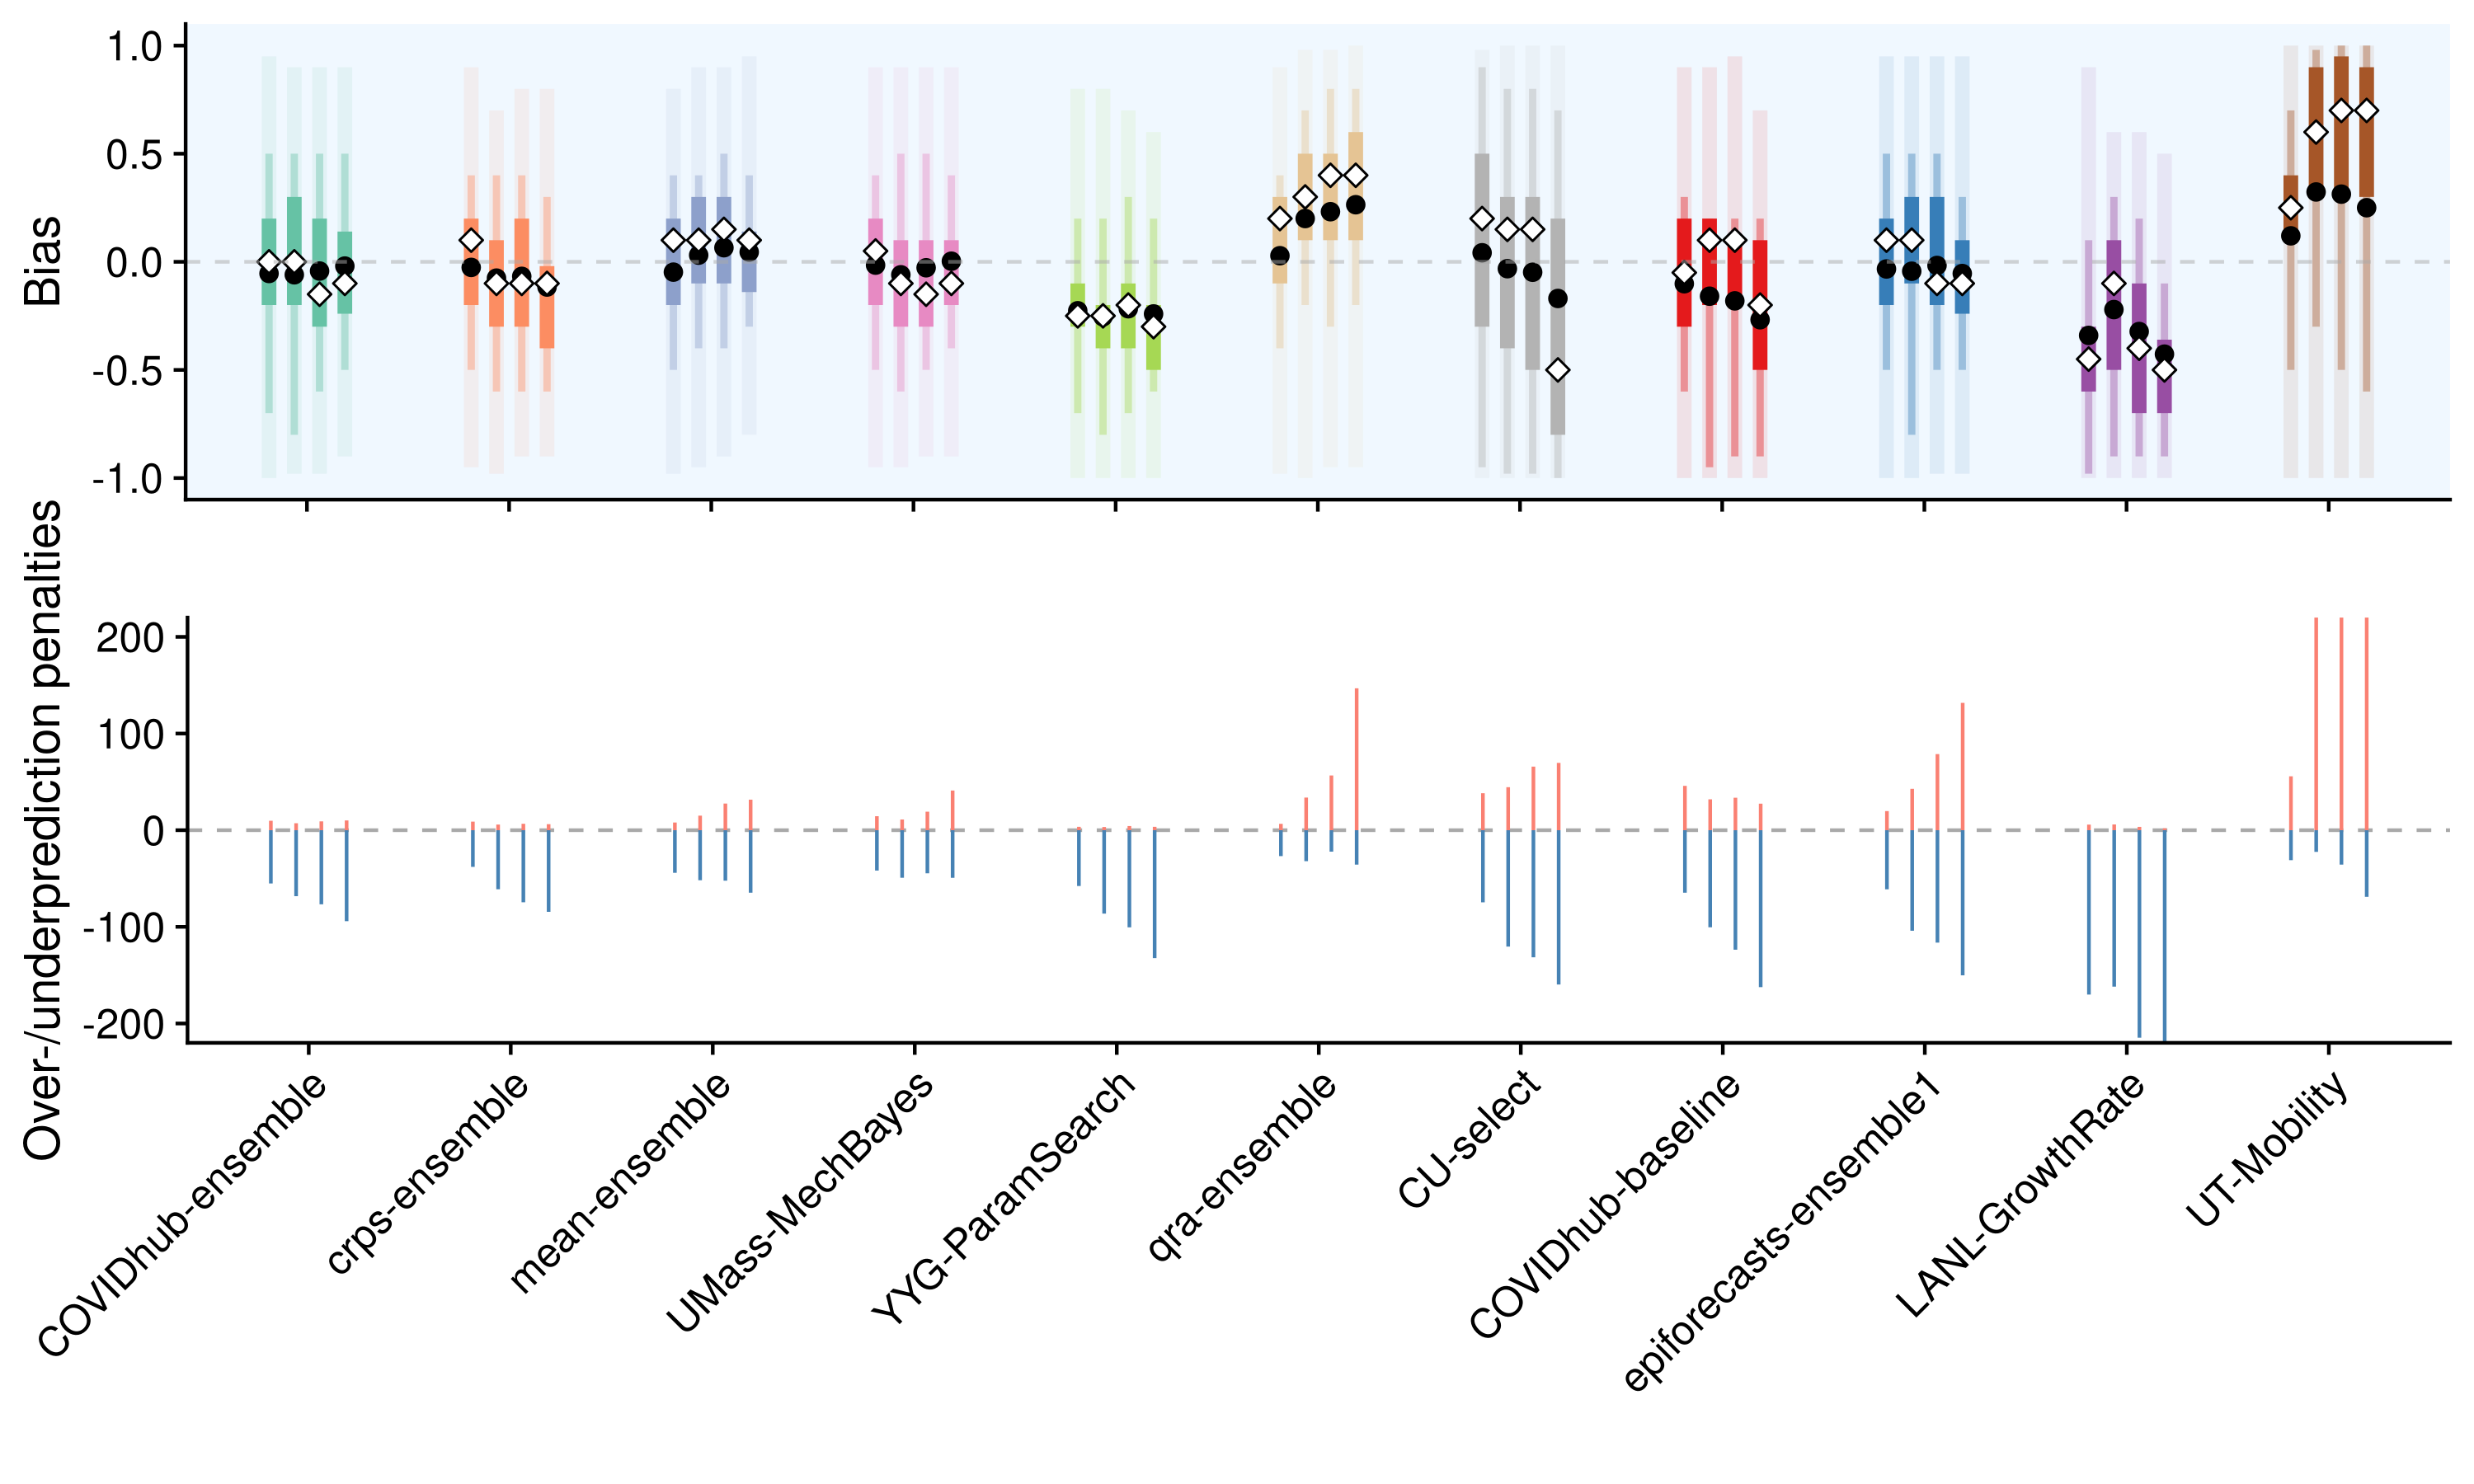 Bias
1.0
0.5
0.0
-0.5
-1.0
Over-/underprediction penalties
200
100
0
-100
-200
COVIDhub-ensemble
crps-ensemble
mean-ensemble
UMass-MechBayes
YYG-ParamSearch
qra-ensemble
CU-select
COVIDhub-baseline
epiforecasts-ensemble1
LANL-GrowthRate
UT-Mobility